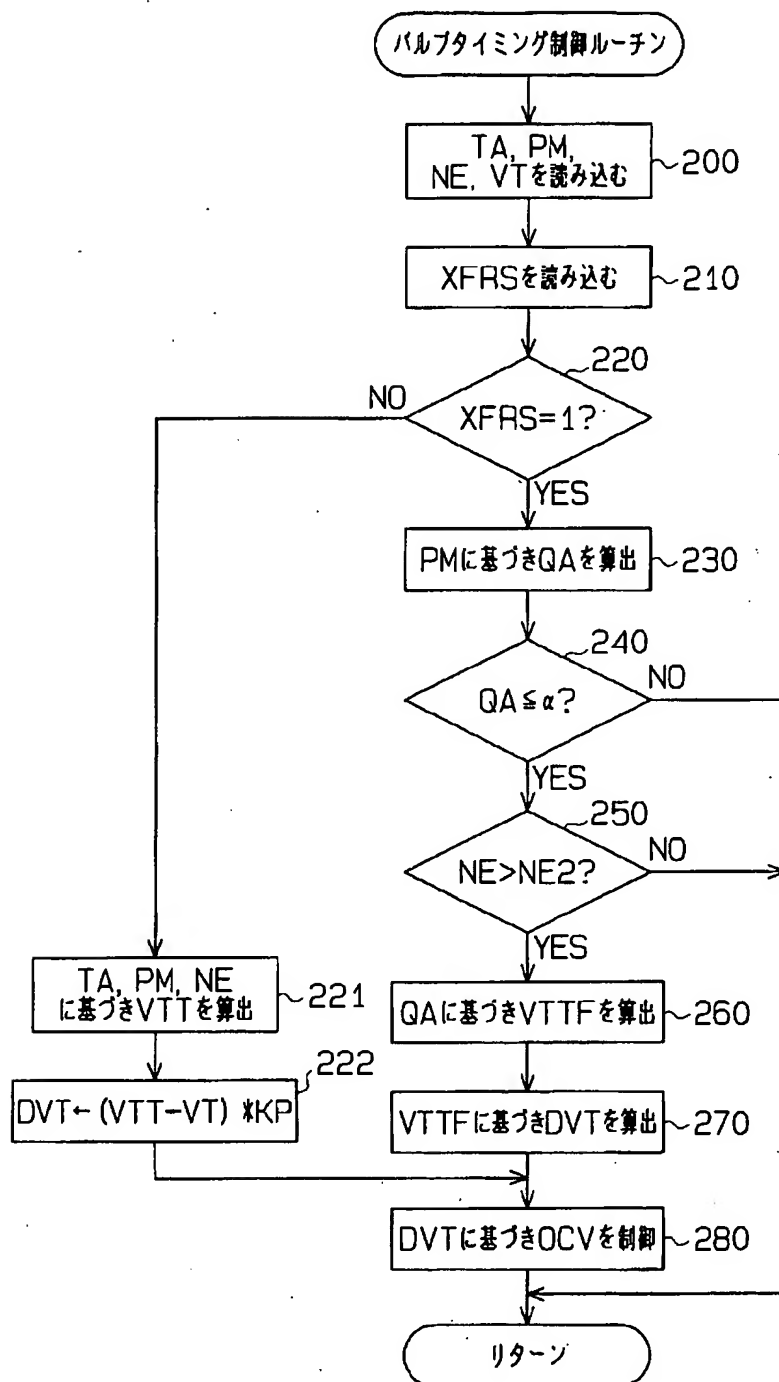 バルブタイミング制御ルーチン
TA, PM,
NE, VTを読み込む
200
XFRSを読み込む
210
220
NO
XFRS=1?
YES
PMに基づきQAを算出
230
240
NO
QA≦α?
YES
250
NO
NE>NE2?
YES
TA, PM, NE
に基づきVTTを算出
221
QAに基づきVTTFを算出
260
222
DVT←(VTT-VT) *KP
VTTFに基づきDVTを算出
270
DVTに基づきOCVを制御
280
リターン